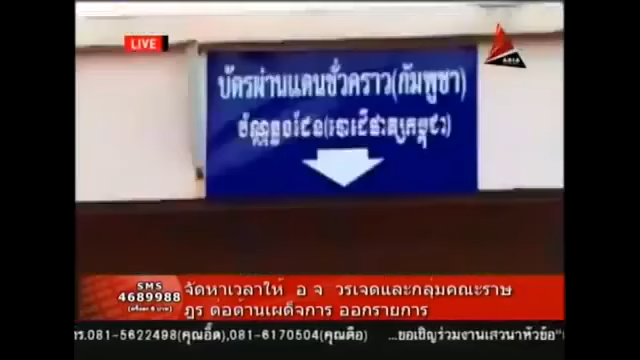 LIVE
ASIA
บัตรผ่านแดนชั่วคราว(กัมพูชา)
SMS
4689988
จัดหาเวลาให้ อ จ วรเจตและกลุ่มคณะราษ
ฎร ต่อต้านเผด็จการ ออกรายการ
ทร.081-5622498(คุณอี๊ด),081-6170504(คุณคือ) ...ขอเชิญร่วมงานเสวนาหัวข้อ"